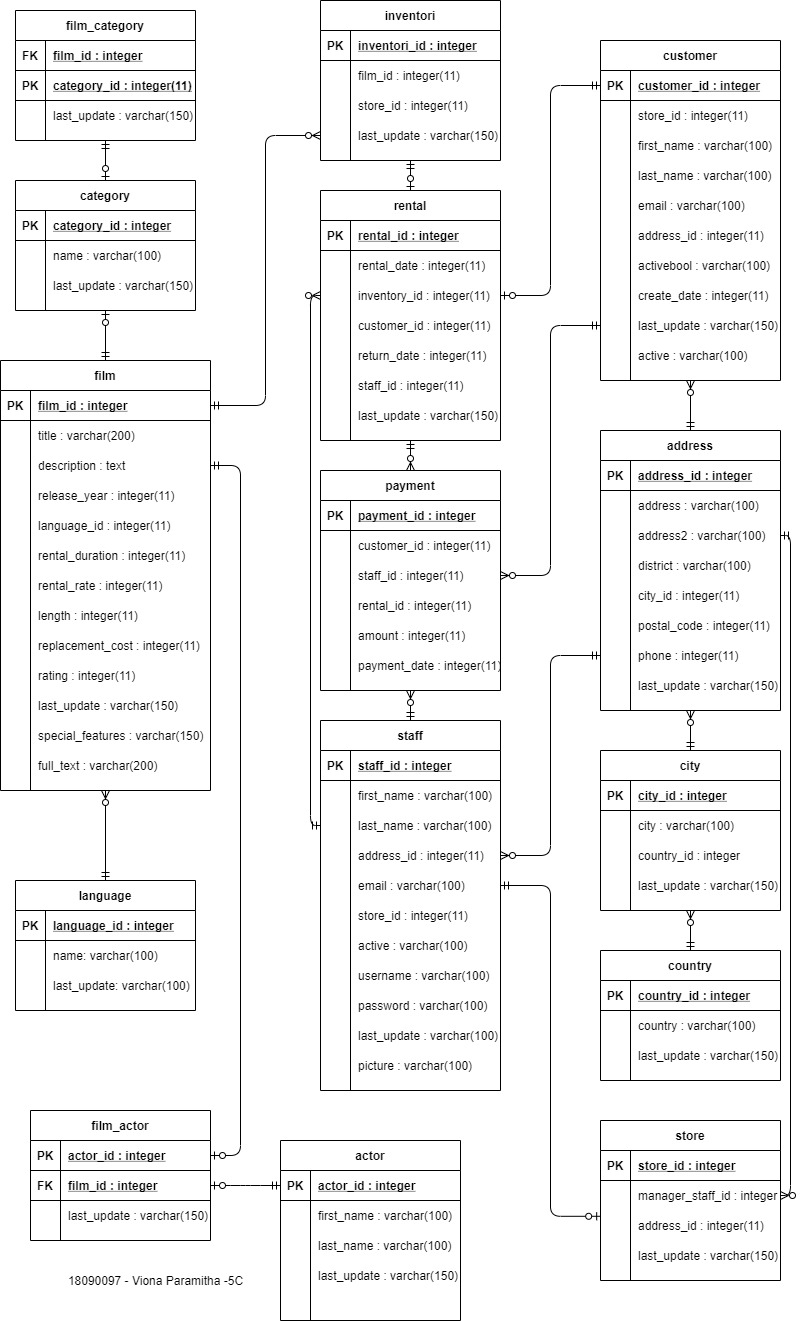 film_category
FK film_id : integer
PK category_id : integer(11)
last_update : varchar(150)
category
PK category_id : integer
name : varchar(100)
last_update : varchar(150)
film
PK film_id : integer
title : varchar(200)
description : text
release_year : integer(11)
language_id : integer(11)
rental_duration : integer(11)
rental_rate : integer(11)
length : integer(11)
replacement_cost : integer(11)
rating : integer(11)
last_update : varchar(150)
special_features : varchar(150)
full_text : varchar(200)
language
PK language_id : integer
name: varchar(100)
last_update: varchar(100)
film_actor
PK actor_id : integer
FK film_id : integer
last_update : varchar(150)
18090097 - Viona Paramitha -5C
inventori
PK inventori_id : integer
film_id : integer(11)
store_id : integer(11)
last_update : varchar(150)
rental
PK rental_id : integer
rental_date : integer(11)
inventory_id : integer(11)
customer_id : integer(11)
return_date : integer(11)
staff_id : integer(11)
last_update : varchar(150)
payment
PK payment_id : integer
customer_id : integer(11)
staff_id : integer(11)
rental_id : integer(11)
amount : integer(11)
payment_date : integer(11)
staff
PK staff_id : integer
first_name : varchar(100)
last_name : varchar(100)
address_id : integer(11)
email : varchar(100)
store_id : integer(11)
active : varchar(100)
username : varchar(100)
password : varchar(100)
last_update : varchar(100)
picture : varchar(100)
actor
PK actor_id : integer
first_name : varchar(100)
last_name : varchar(100)
last_update : varchar(150)
customer
PK customer_id : integer
store_id : integer(11)
first_name : varchar(100)
last_name : varchar(100)
email : varchar(100)
address_id : integer(11)
activebool : varchar(100)
create_date : integer(11)
last_update : varchar(150)
active : varchar(100)
address
PK address_id : integer
address : varchar(100)
address2 : varchar(100)
district : varchar(100)
city_id : integer(11)
postal_code : integer(11)
phone : integer(11)
last_update : varchar(150)
city
PK city_id : integer
city : varchar(100)
country_id : integer
last_update : varchar(150)
country
PK country_id : integer
country : varchar(100)
last_update : varchar(150)
store
PK store_id : integer
manager_staff_id : integer
address_id : integer(11)
last_update : varchar(150)